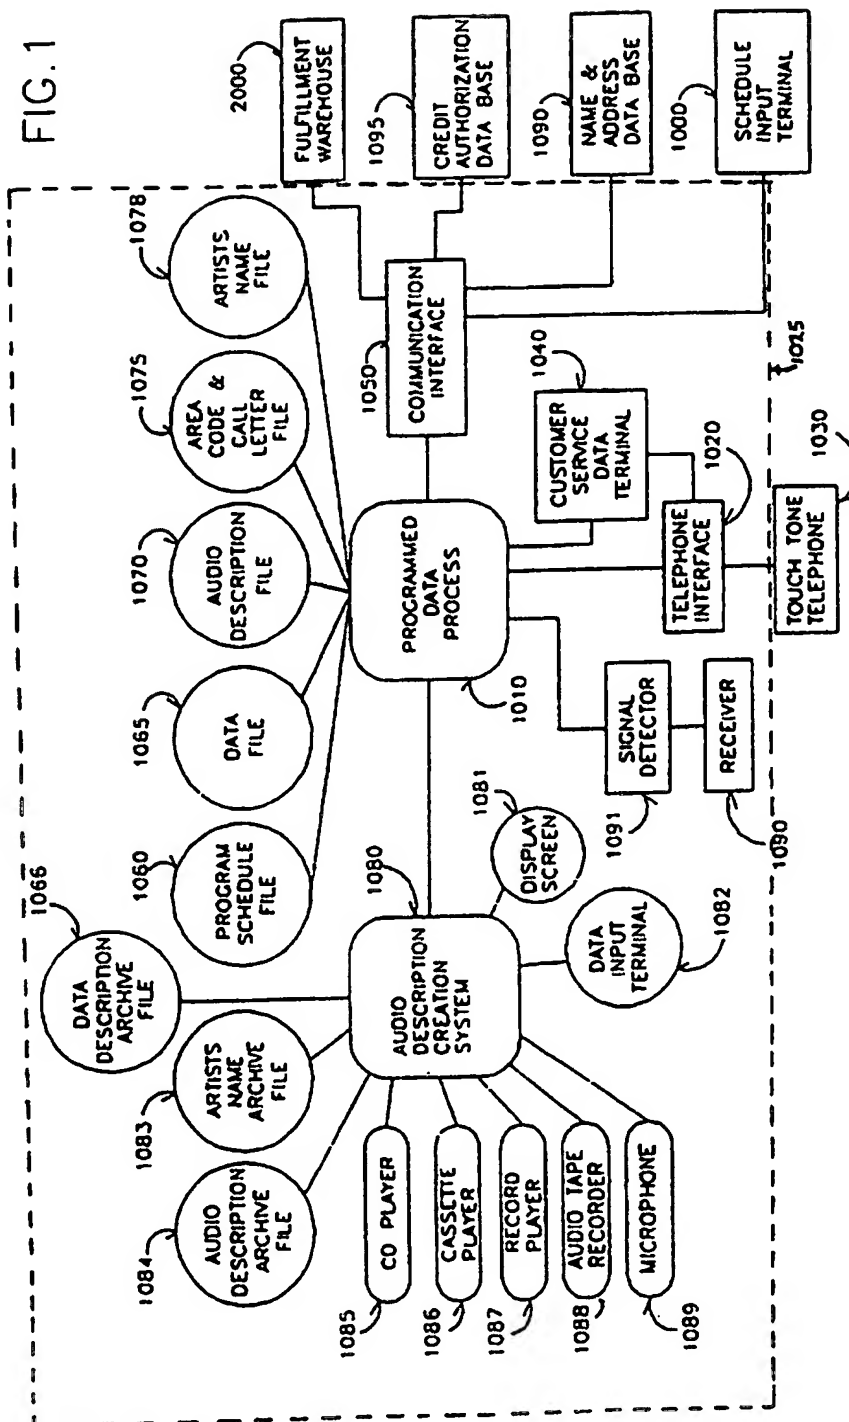 FIG.1
1066
DATA
DESCRIPTION
ARCHIVE
FILE
1083
ARTISTS
NAME
ARCHIVE
FILE
1084
AUDIO
DESCRIPTION
ARCHIVE
FILE
1060
PROGRAM
SCHEDULE
FILE
1065
DATA
FILE
1070
AUDIO
DESCRIPTION
FILE
1075
AREA
CODE &
CALL
LETTER
FILE
1078
ARTISTS
NAME
FILE
2000
FULFILLMENT
WAREHOUSE
1095
CREDIT
AUTHORIZATION
DATA BASE
1090
NAME &
ADDRESS
DATA BASE
1000
SCHEDULE
INPUT
TERMINAL
1080
AUDIO
DESCRIPTION
CREATION
SYSTEM
PROGRAMMED
DATA
PROCESS
1010
1050
COMMUNICATION
INTERFACE
1085
CD PLAYER
1086
CASSETTE
PLAYER
1087
RECORD
PLAYER
1088
AUDIO TAPE
RECORDER
1089
MICROPHONE
1081
DISPLAY
SCREEN
1082
DATA
INPUT
TERMINAL
1091
SIGNAL
DETECTOR
1090
RECEIVER
1040
CUSTOMER
SERVICE
DATA
TERMINAL
1020
TELEPHONE
INTERFACE
1025
1030
TOUCH TONE
TELEPHONE